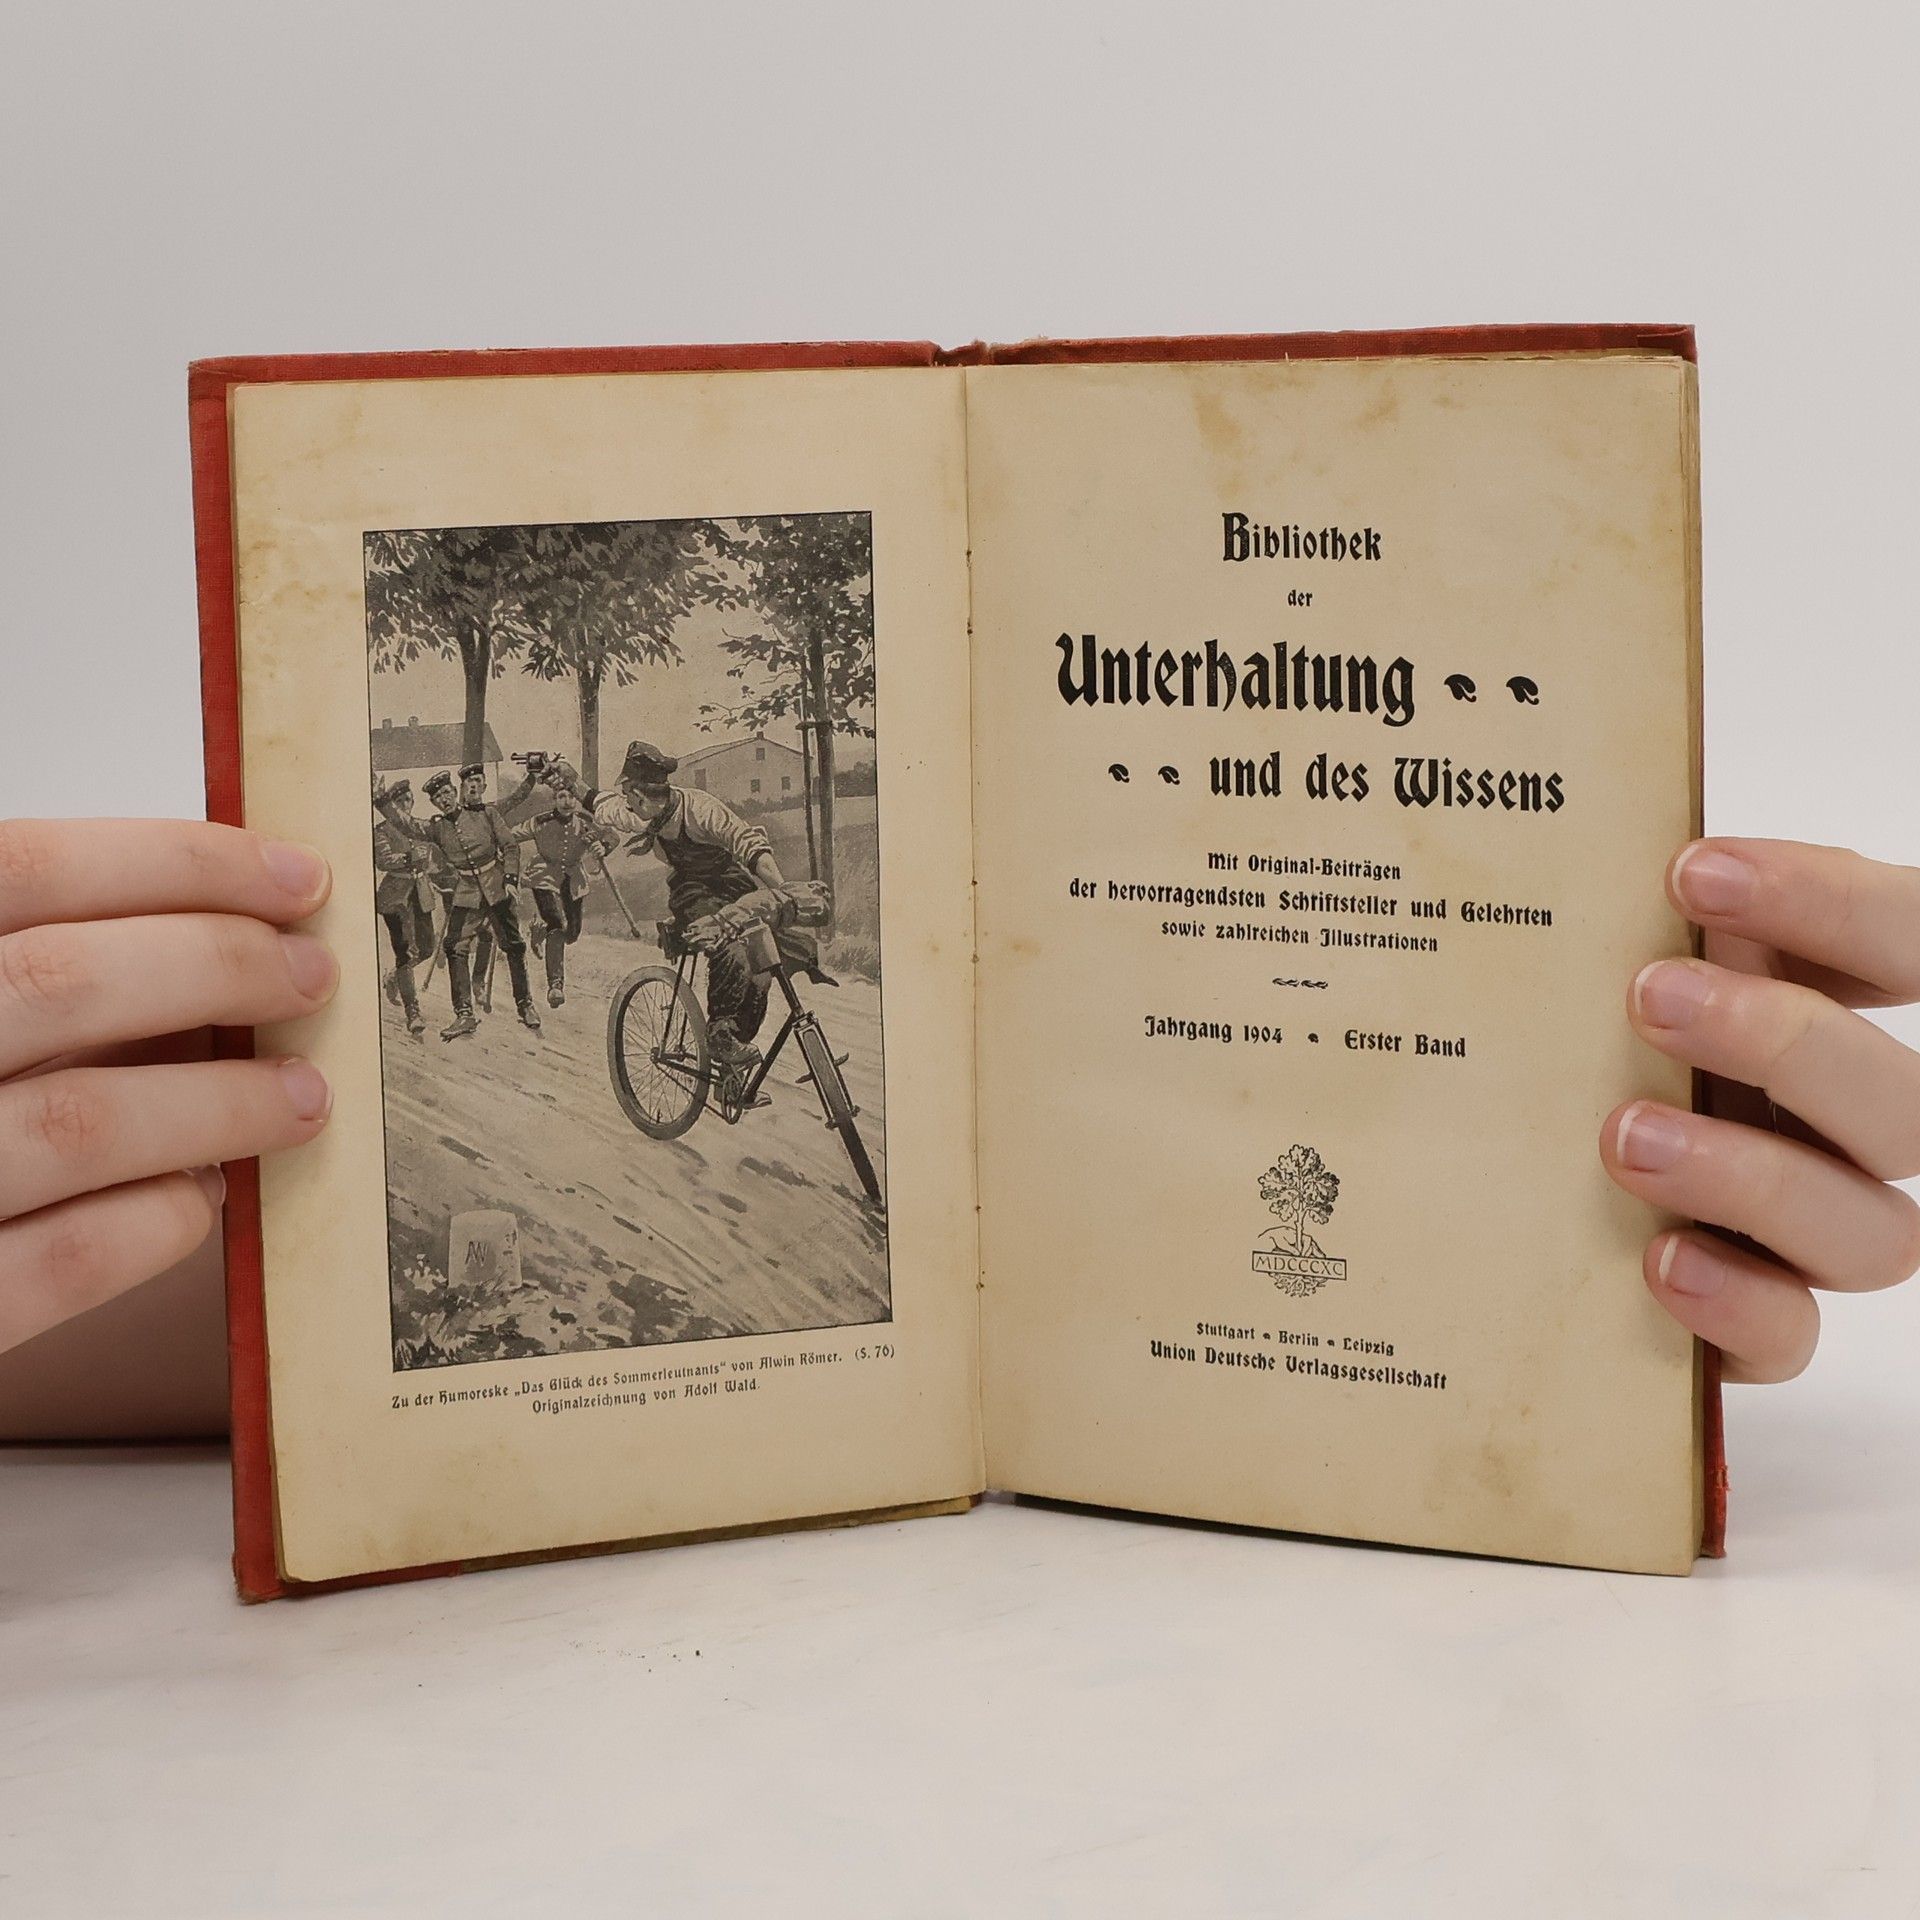 AW
Zu der Humoreske „Das Glück des Sommerleutnants“ von Alwin Römer. (S. 76)
Originalzeichnung von Adolf Wald.
Bibliothek
der
Unterhaltung
und des Wissens
Mit Original-Beiträgen
der hervorragendsten Schriftsteller und Gelehrten
sowie zahlreichen Illustrationen
Jahrgang 1904 Erster Band
MDCCCXC
Stuttgart Berlin Leipzig
Union Deutsche Verlagsgesellschaft